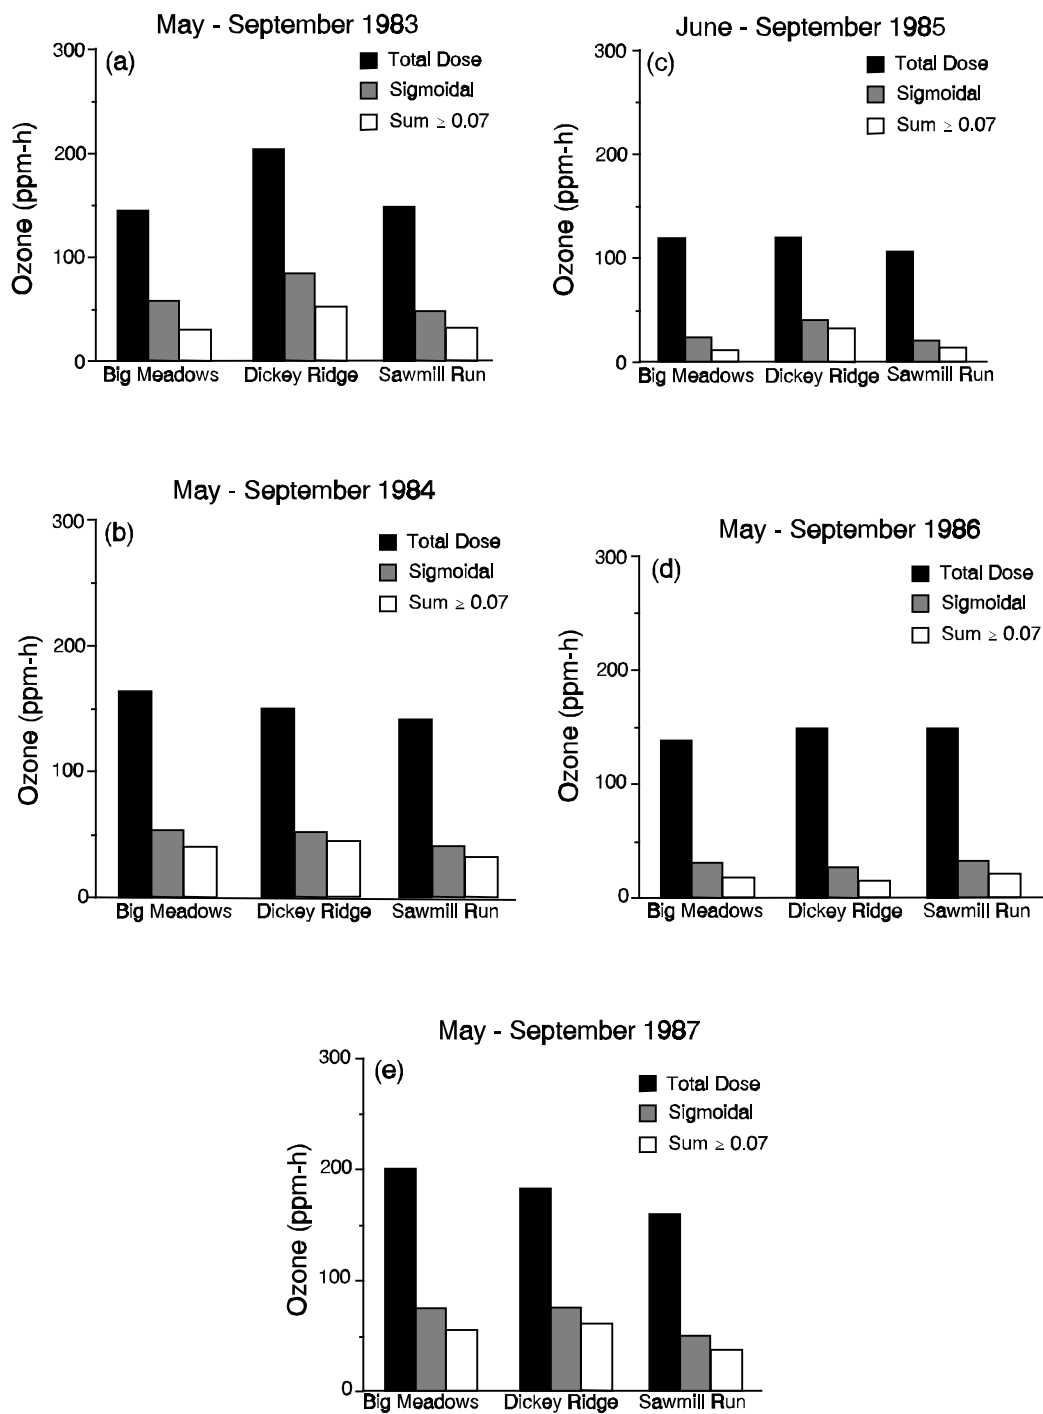 May - September 1983
300
(a)
Total Dose
Sigmoidal
Sum ≥ 0.07
200
100
0
Ozone (ppm-h)
Big Meadows Dickey Ridge Sawmill Run
June - September 1985
300
(c)
Total Dose
Sigmoidal
Sum ≥ 0.07
200
100
0
Ozone (ppm-h)
Big Meadows Dickey Ridge Sawmill Run
May - September 1984
300
(b)
Total Dose
Sigmoidal
Sum ≥ 0.07
200
100
0
Ozone (ppm-h)
Big Meadows Dickey Ridge Sawmill Run
May - September 1986
300
(d)
Total Dose
Sigmoidal
Sum ≥ 0.07
200
100
0
Ozone (ppm-h)
Big Meadows Dickey Ridge Sawmill Run
May - September 1987
300
(e)
Total Dose
Sigmoidal
Sum ≥ 0.07
200
100
0
Ozone (ppm-h)
Big Meadows Dickey Ridge Sawmill Run